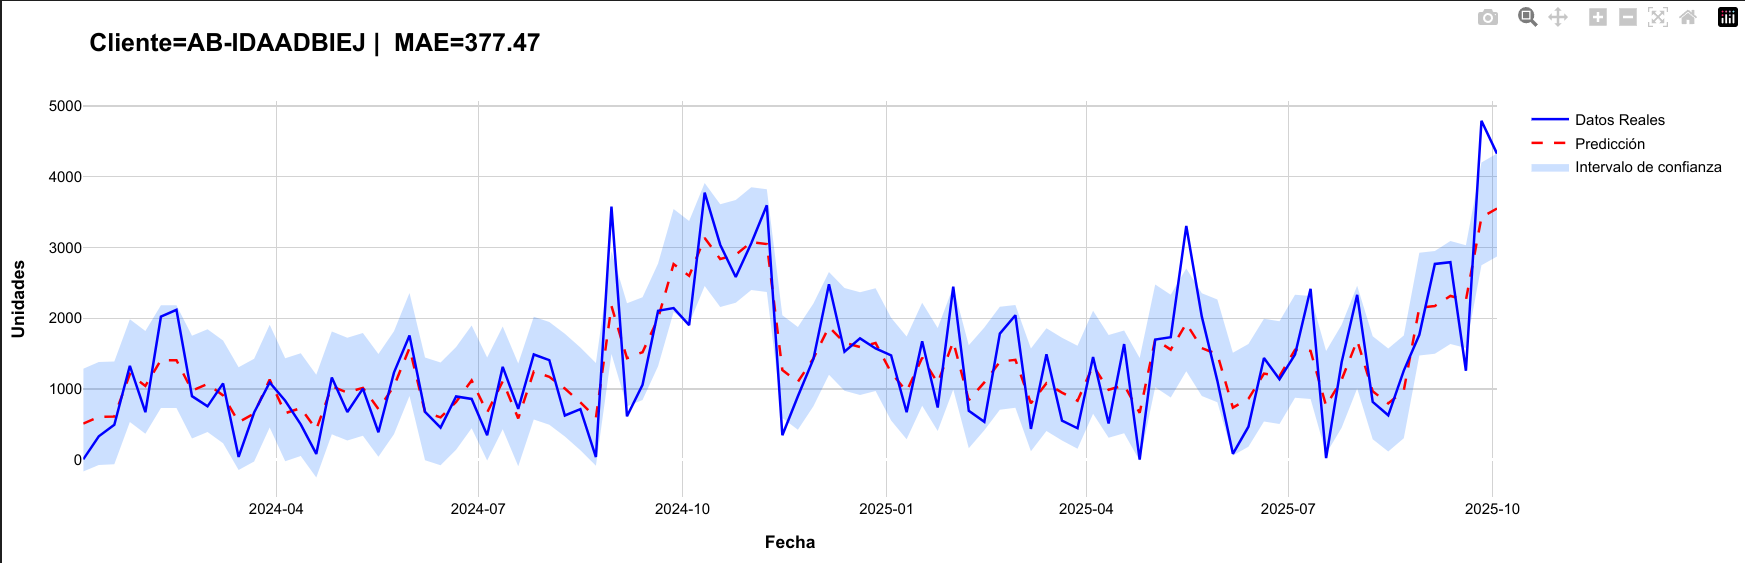 Cliente=AB-IDAADBIEJ |  MAE=377.47
5000
4000
3000
2000
1000
0
Unidades
2024-04
2024-07
2024-10
2025-01
2025-04
2025-07
2025-10
Fecha
Datos Reales
Predicción
Intervalo de confianza